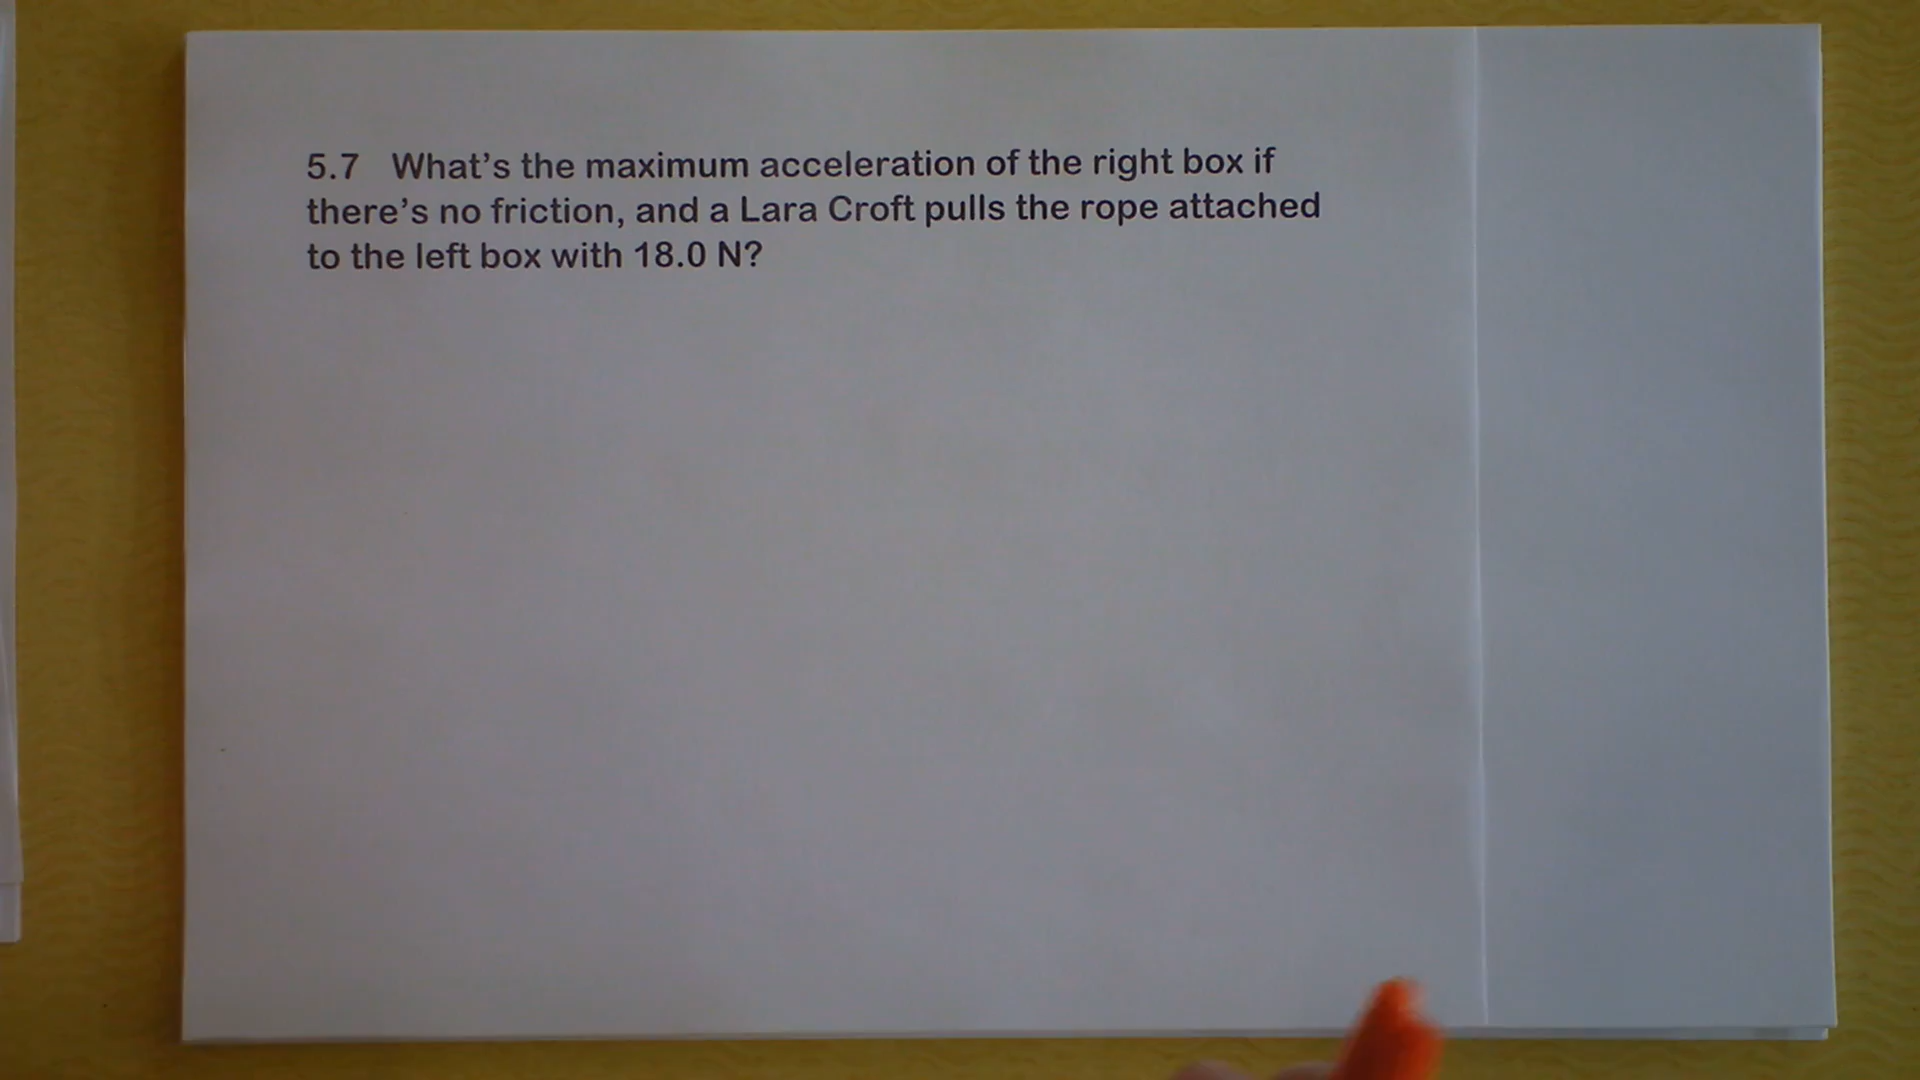 5.7 What’s the maximum acceleration of the right box if
there’s no friction, and a Lara Croft pulls the rope attached
to the left box with 18.0 N?